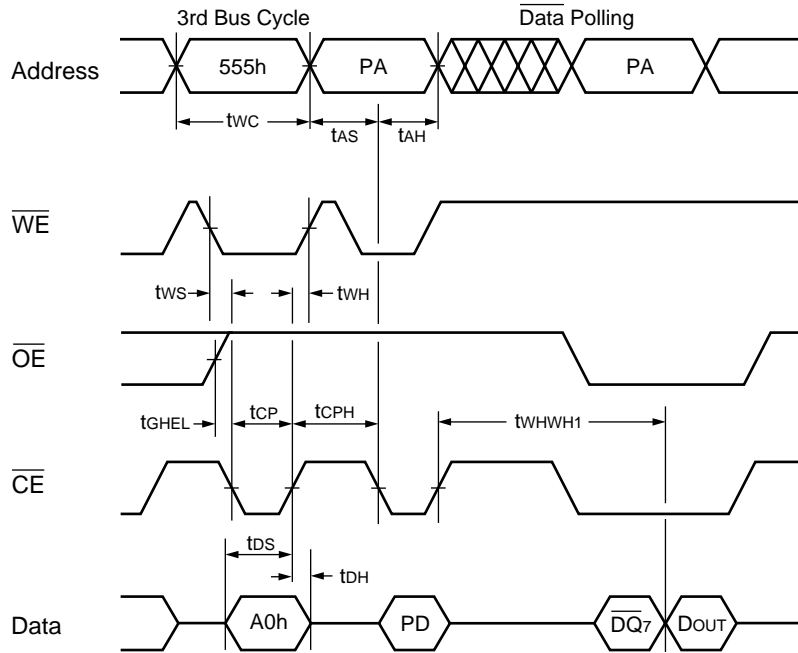 3rd Bus Cycle
Data Polling
Address
555h
PA
PA
tWC
tAS
tAH
WE
tWS
tWH
OE
tGHEL
tCP
tCPH
tWHWH1
CE
tDS
tDH
Data
A0h
PD
DQ7
DOUT